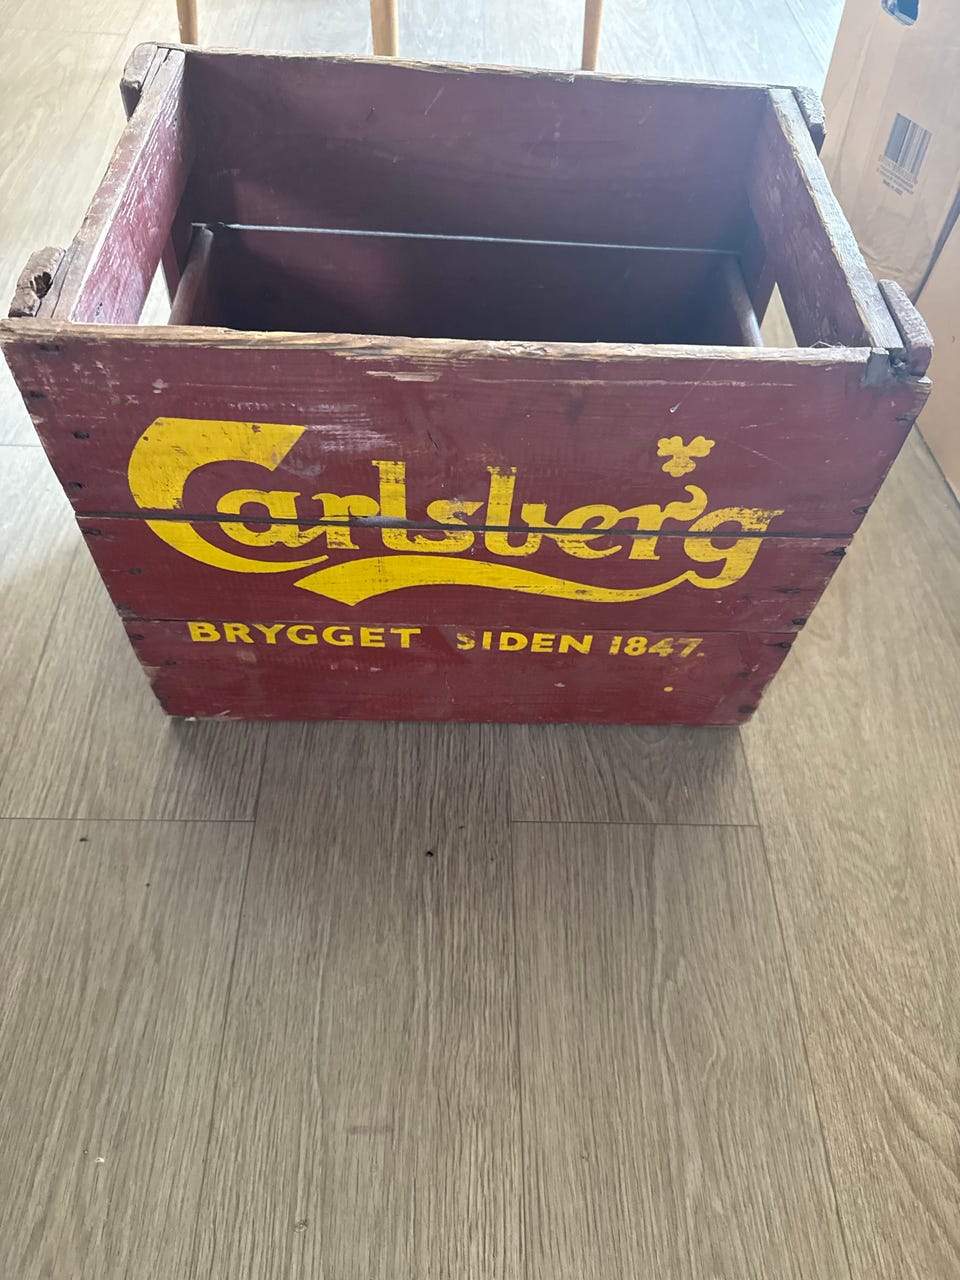 Carlsberg
BRYGGET SIDEN 1847.